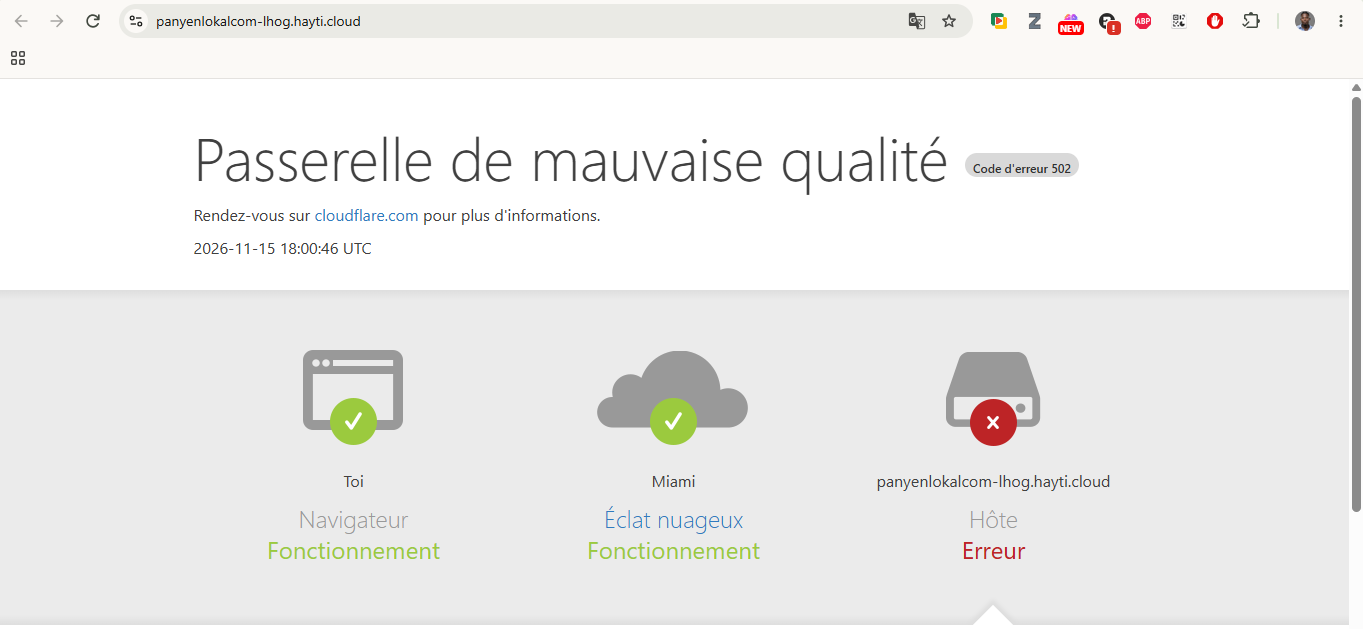 panyenlokalcom-lhog.hayti.cloud
NEW
ABP
Passerelle de mauvaise qualité Code d'erreur 502
Rendez-vous sur cloudflare.com pour plus d'informations.
2026-11-15 18:00:46 UTC
Toi
Navigateur
Fonctionnement
Miami
Éclat nuageux
Fonctionnement
panyenlokalcom-lhog.hayti.cloud
Hôte
Erreur